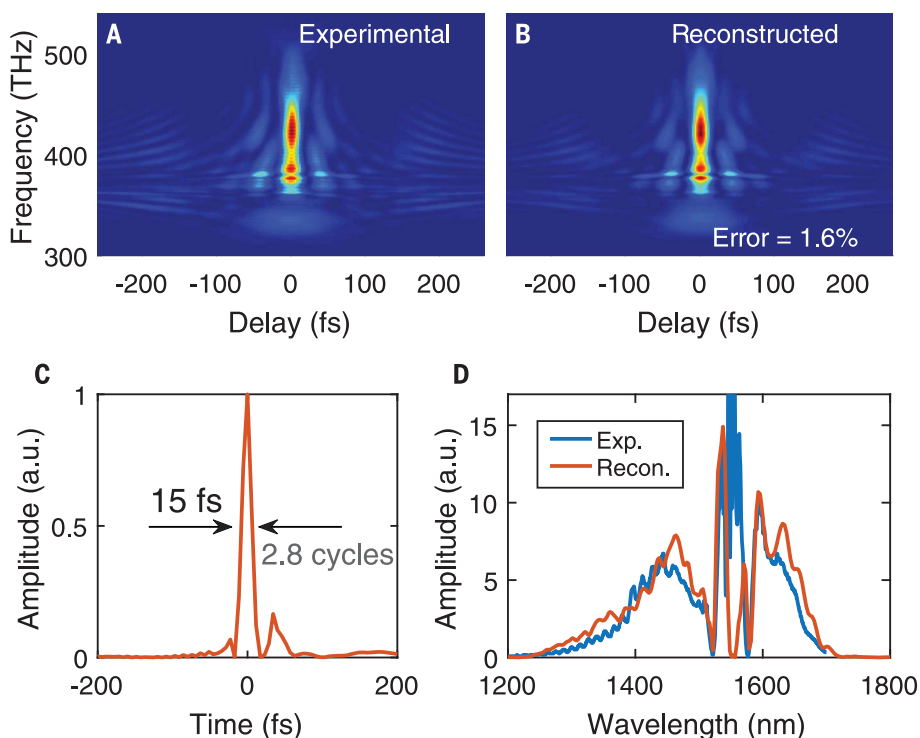 A
Experimental
B
Reconstructed
Frequency (THz)
500
400
300
Error = 1.6%
-200 -100 0 100 200
-200 -100 0 100 200
Delay (fs)
Delay (fs)
C
D
Amplitude (a.u.)
1
0.5
0
15 fs
2.8 cycles
-200 0 200
Time (fs)
Amplitude (a.u.)
15
10
5
0
Exp.
Recon.
1200 1400 1600 1800
Wavelength (nm)